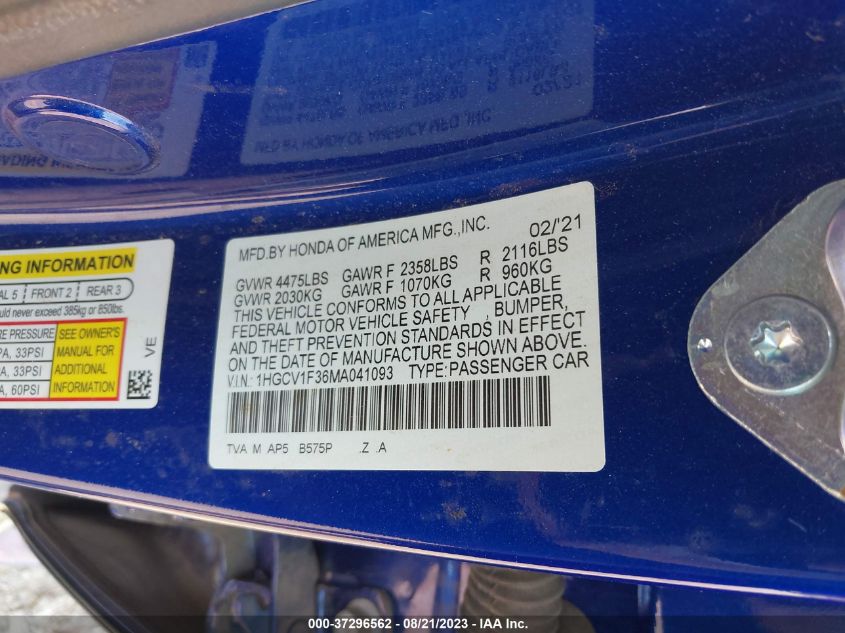 MFD.BY HONDA OF AMERICA MFG.,INC. 02/'21
GVWR 4475LBS GAWR F 2358LBS R 2116LBS
GVWR 2030KG GAWR F 1070KG R 960KG
THIS VEHICLE CONFORMS TO ALL APPLICABLE
FEDERAL MOTOR VEHICLE SAFETY , BUMPER,
AND THEFT PREVENTION STANDARDS IN EFFECT
ON THE DATE OF MANUFACTURE SHOWN ABOVE.
V.I.N: 1HGCV1F36MA041093 TYPE:PASSENGER CAR
TVA M AP5 B575P .Z .A
NG INFORMATION
AL 5 FRONT 2 REAR 3
uld never exceed 385kg or 850lbs.
RE PRESSURE
PA, 33PSI
A, 33PSI
A, 60PSI
SEE OWNER'S
MANUAL FOR
ADDITIONAL
INFORMATION
VE
000-37296562 - 08/21/2023 - IAA Inc.